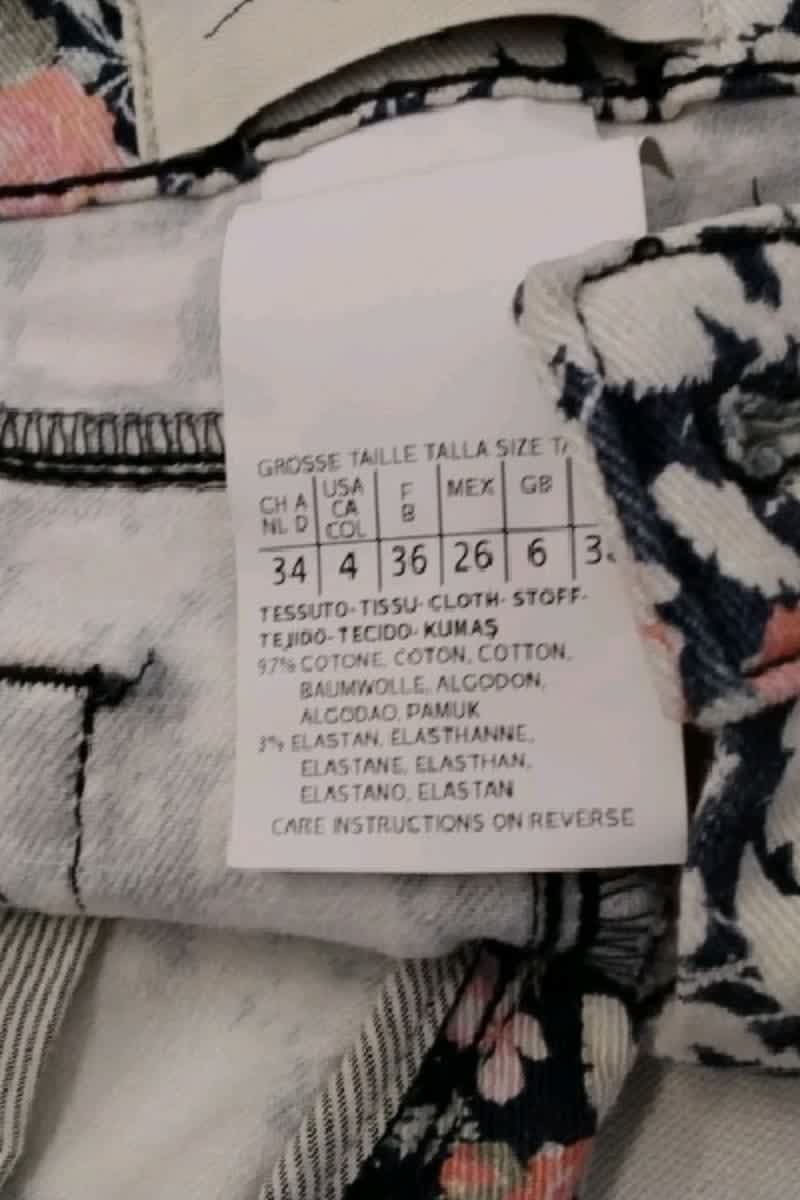 GROSSE TAILLE TALLA SIZE
CH A USA F MEX GB
NL D CA B
COL
34 4 36 26 6
TESSUTO-TISSU-CLOTH-STOFF-
TEJIDO-TECIDO-KUMAŞ
97% COTONE, COTON, COTTON,
BAUMWOLLE, ALGODON,
ALGODAO, PAMUK
3% ELASTAN, ELASTHANNE,
ELASTANE, ELASTHAN,
ELASTANO, ELASTAN
CARE INSTRUCTIONS ON REVERSE